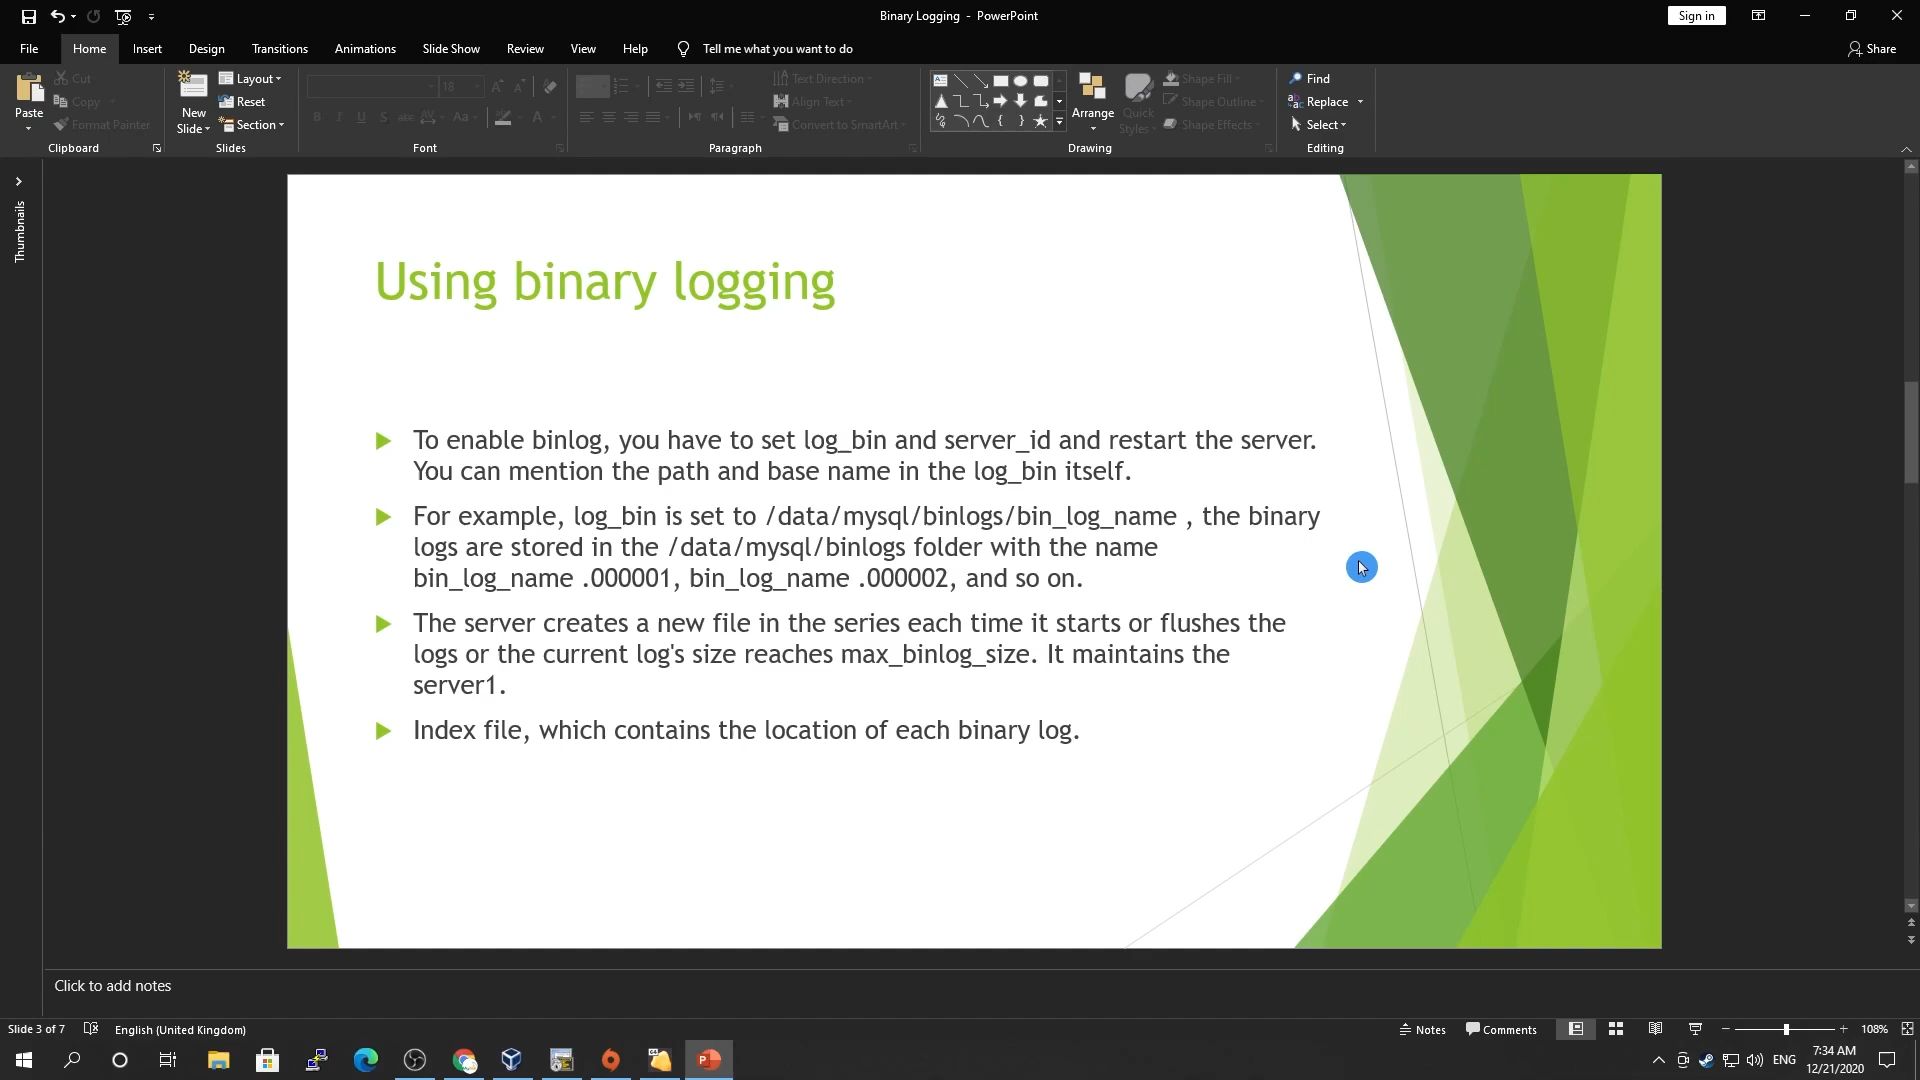 Binary Logging - PowerPoint
Sign in
File Home Insert Design Transitions Animations Slide Show Review View Help Tell me what you want to do Share
Paste
Cut
Copy
Format Painter
Clipboard
New
Slide
Layout
Reset
Section
Slides
18
B I U S abc AV Aa A
Font
Text Direction
Align Text
Convert to SmartArt
Paragraph
Arrange
Quick
Styles
Shape Fill
Shape Outline
Shape Effects
Drawing
Find
Replace
Select
Editing
Thumbnails
Using binary logging
To enable binlog, you have to set log_bin and server_id and restart the server.
You can mention the path and base name in the log_bin itself.
For example, log_bin is set to /data/mysql/binlogs/bin_log_name , the binary
logs are stored in the /data/mysql/binlogs folder with the name
bin_log_name .000001, bin_log_name .000002, and so on.
The server creates a new file in the series each time it starts or flushes the
logs or the current log's size reaches max_binlog_size. It maintains the
server1.
Index file, which contains the location of each binary log.
Click to add notes
Slide 3 of 7 English (United Kingdom) Notes Comments 108%
ENG
7:34 AM
12/21/2020